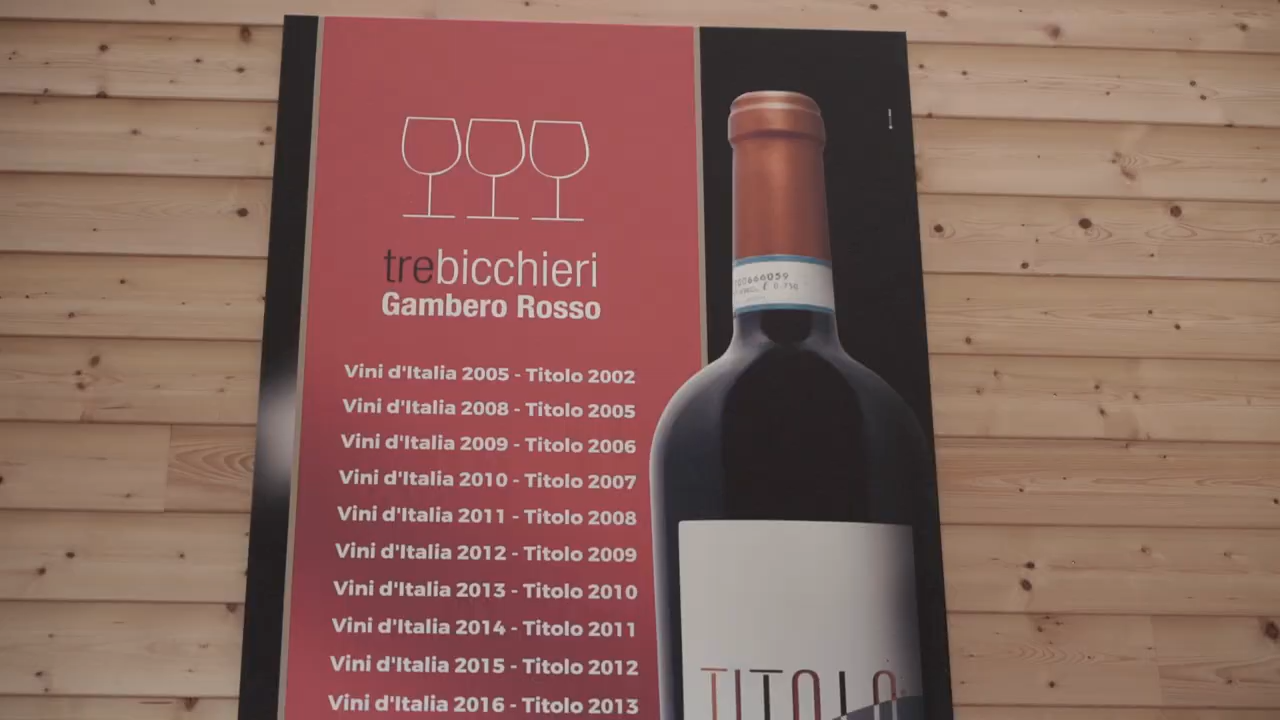 trebicchieri
Gambero Rosso
Vini d'Italia 2005 - Titolo 2002
Vini d'Italia 2008 - Titolo 2005
Vini d'Italia 2009 - Titolo 2006
Vini d'Italia 2010 - Titolo 2007
Vini d'Italia 2011 - Titolo 2008
Vini d'Italia 2012 - Titolo 2009
Vini d'Italia 2013 - Titolo 2010
Vini d'Italia 2014 - Titolo 2011
Vini d'Italia 2015 - Titolo 2012
Vini d'Italia 2016 - Titolo 2013
TITOLO